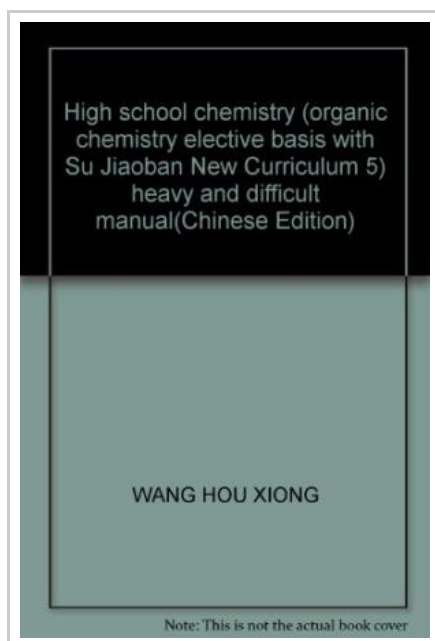 High school chemistry (organic
chemistry elective basis with
Su Jiaoban New Curriculum 5)
heavy and difficult
manual(Chinese Edition)
WANG HOU XIONG
Note: This is not the actual book cover